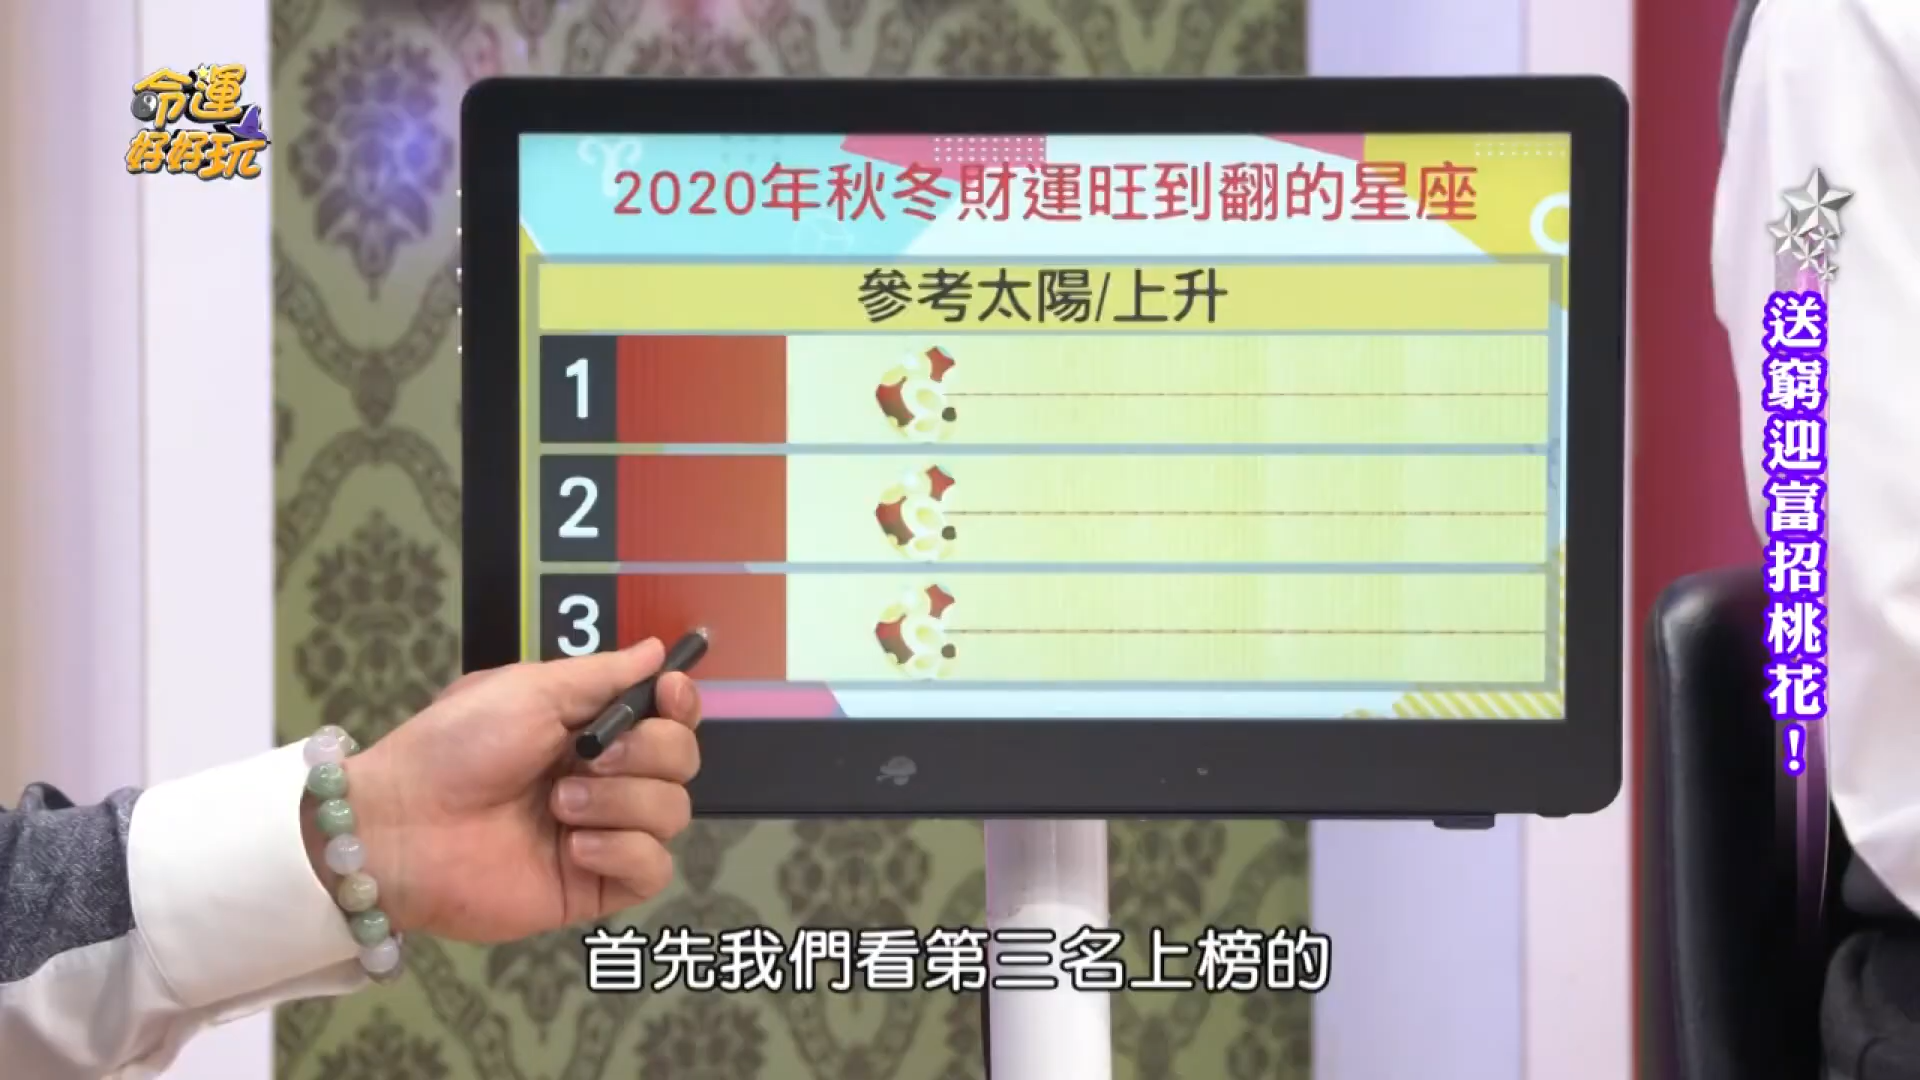 命運
好好玩
2020年秋冬財運旺到翻的星座
參考太陽/上升
1
2
3
送窮迎富招桃花！
首先我們看第三名上榜的